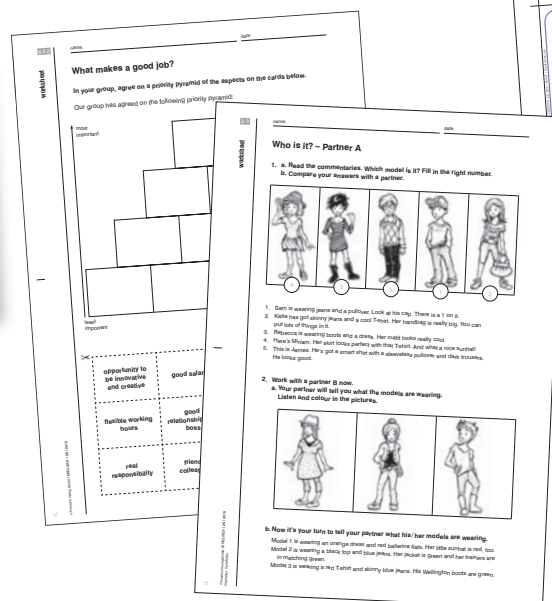 worksheet
name:
date:
What makes a good job?
In your group, agree on a priority pyramid of the aspects on the cards below.
Our group has agreed on the following priority pyramid:
most
important
least
important
opportunity to
be innovative
and creative
good salar
flexible working
hours
good
relationship
boss
real
responsibility
friend
colleag
worksheet
name:
date:
Who is it? – Partner A
1. a. Read the commentaries. Which model is it? Fill in the right number.
b. Compare your answers with a partner.
4
3
5
1
2
1. Sam is wearing jeans and a pullover. Look at his cap. There is a 1 on it.
2. Katie has got skinny jeans and a cool T-shirt. Her handbag is really big. You can
put lots of things in it.
3. Rebecca is wearing boots and a dress. Her outfit looks really cool.
4. Here's Miriam. Her skirt looks perfect with that T-shirt. And what a nice sunhat!
5. This is James. He's got a smart shirt with a sleeveless pullover and dark trousers.
He looks good.
2. Work with a partner B now.
a. Your partner will tell you what the models are wearing.
Listen and colour in the pictures.
b. Now it's your turn to tell your partner what his/her models are wearing.
Model 1 is wearing an orange dress and red ballerina flats. Her little sunhat is red, too.
Model 2 is wearing a black top and blue jeans. Her jacket is green and her trainers are
in matching green.
Model 3 is wearing a red T-shirt and skinny blue jeans. His Wellington boots are green.